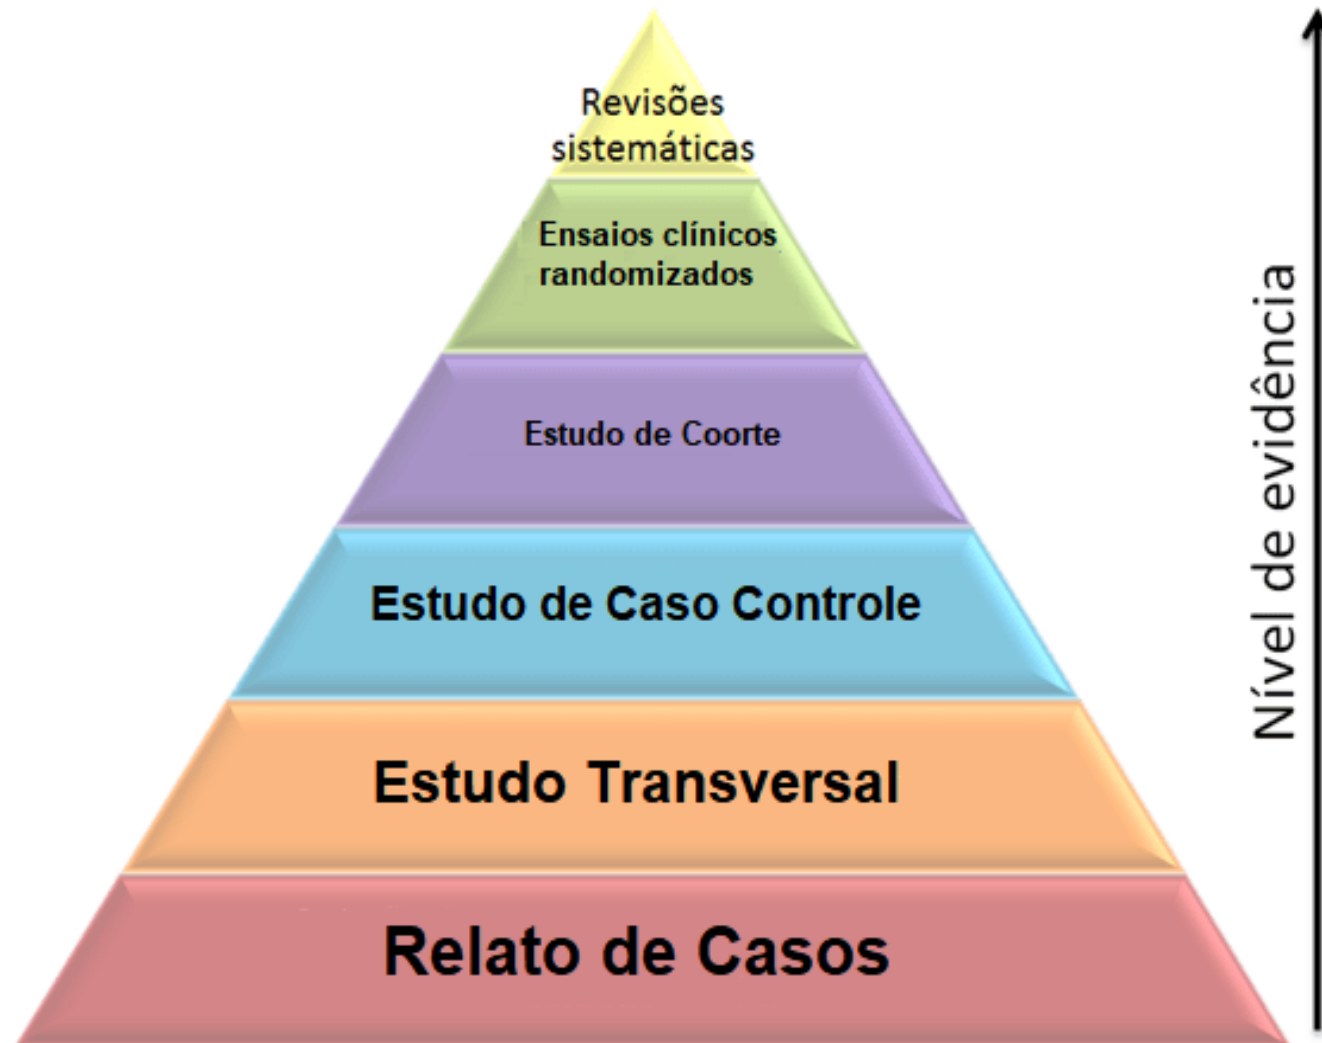 Revisões
sistemáticas
Ensaios clínicos
randomizados
Estudo de Coorte
Estudo de Caso Controle
Estudo Transversal
Relato de Casos
Nível de evidência